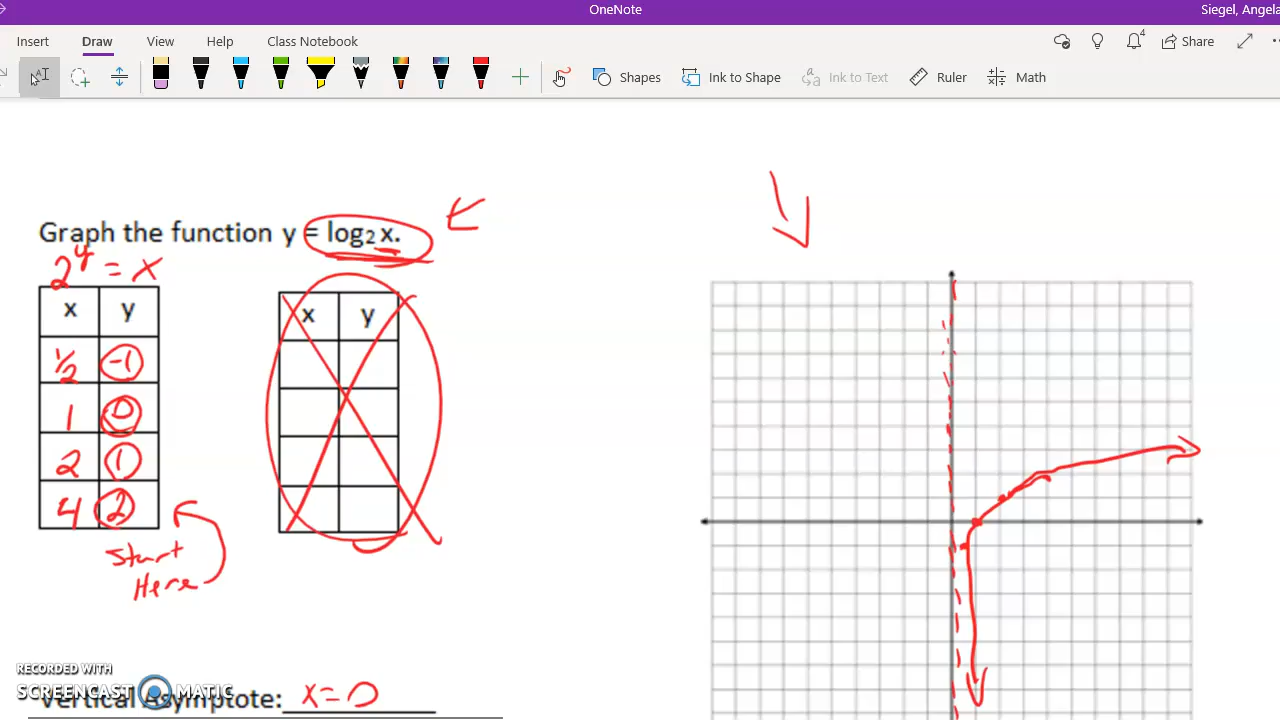 OneNote
Siegel, Angela
Insert Draw View Help Class Notebook
4
Share
Shapes Ink to Shape Ink to Text Ruler Math
Graph the function y = log₂ x.
2^y = x
x y
1/2 -1
1 0
2 1
4 2
x y
Start
Here
RECORDED WITH
SCREENCAST MATIC
Vertical Asymptote: x=0